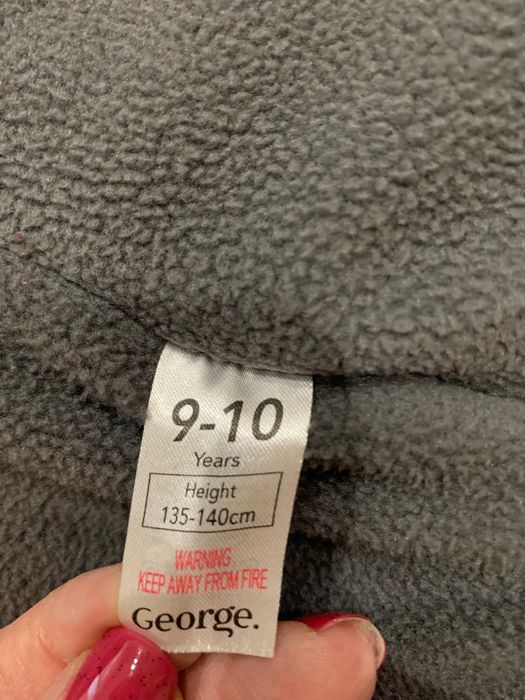 9-10
Years
Height
135-140cm
WARNING
KEEP AWAY FROM FIRE
George.